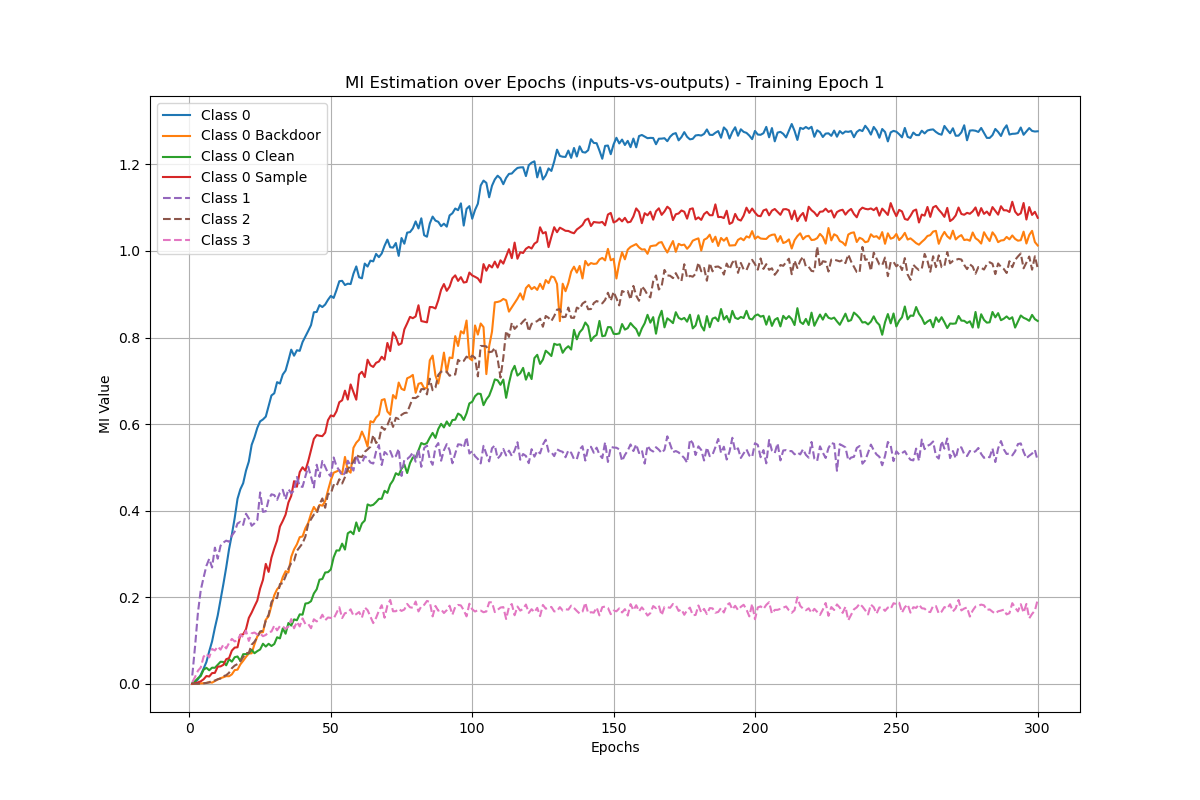 MI Estimation over Epochs (inputs-vs-outputs) - Training Epoch 1
Class 0
Class 0 Backdoor
Class 0 Clean
Class 0 Sample
Class 1
Class 2
Class 3
MI Value
1.2
1.0
0.8
0.6
0.4
0.2
0.0
0 50 100 150 200 250 300
Epochs